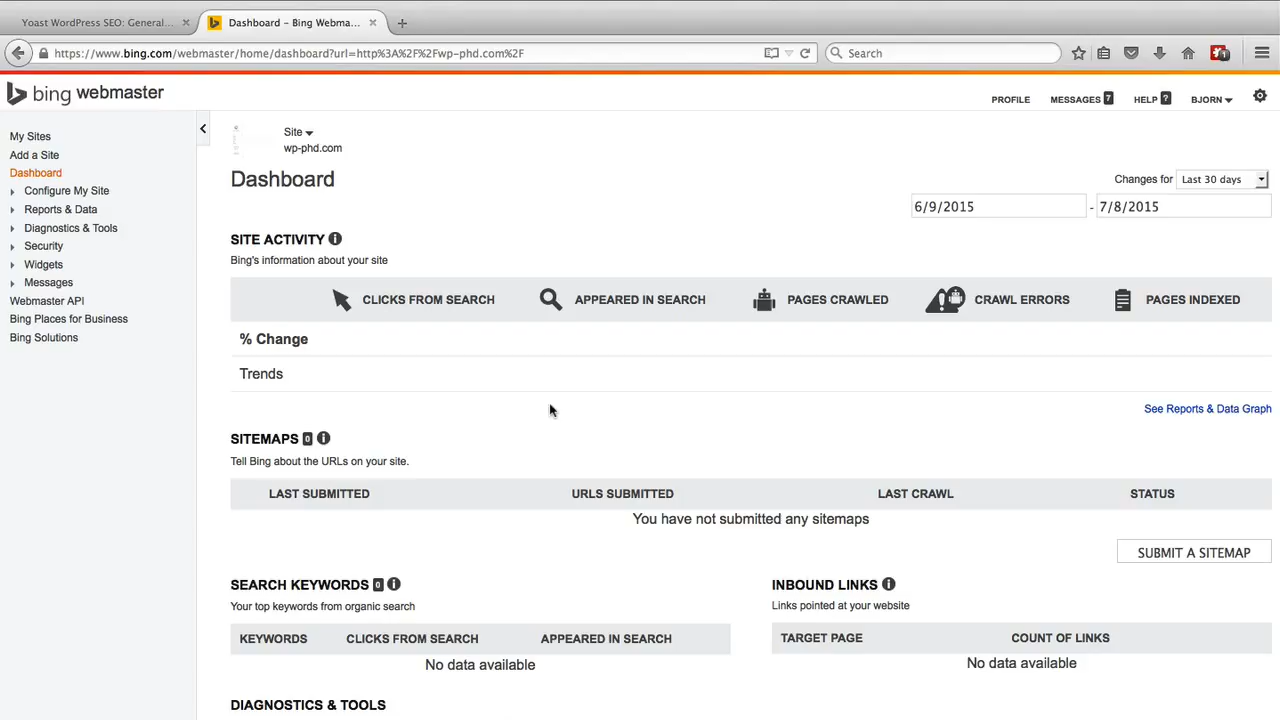 Yoast WordPress SEO: General...
Dashboard - Bing Webma...
https://www.bing.com/webmaster/home/dashboard?url=http%3A%2F%2Fwp-phd.com%2F
Search
1
bing webmaster
PROFILE
MESSAGES 7
HELP ?
BJORN
My Sites
Add a Site
Dashboard
Configure My Site
Reports & Data
Diagnostics & Tools
Security
Widgets
Messages
Webmaster API
Bing Places for Business
Bing Solutions
Site
wp-phd.com
Dashboard
Changes for Last 30 days
6/9/2015 - 7/8/2015
SITE ACTIVITY i
Bing's information about your site
CLICKS FROM SEARCH
APPEARED IN SEARCH
PAGES CRAWLED
CRAWL ERRORS
PAGES INDEXED
% Change
Trends
See Reports & Data Graph
SITEMAPS 0 i
Tell Bing about the URLs on your site.
LAST SUBMITTED
URLS SUBMITTED
LAST CRAWL
STATUS
You have not submitted any sitemaps
SUBMIT A SITEMAP
SEARCH KEYWORDS 0 i
Your top keywords from organic search
KEYWORDS
CLICKS FROM SEARCH
APPEARED IN SEARCH
No data available
INBOUND LINKS i
Links pointed at your website
TARGET PAGE
COUNT OF LINKS
No data available
DIAGNOSTICS & TOOLS